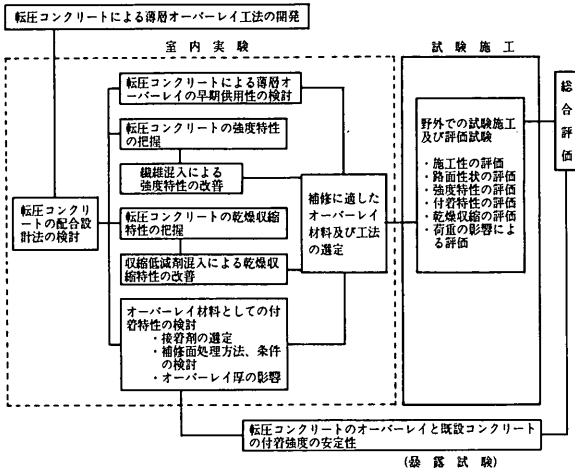 転圧コンクリートによる薄層オーバーレイ工法の開発
室内実験
試験施工
転圧コンクリートによる薄層オ
ーバーレイの早期供用性の検討
転圧コンクリートの強度特性
の把握
繊維混入による
強度特性の改善
転圧コンクリ
ートの配合設
計法の検討
転圧コンクリートの乾燥収縮
特性の把握
収縮低減剤混入による乾燥収
縮特性の改善
オーバーレイ材料としての付
着特性の検討
・接着剤の選定
・補修面処理方法、条件
の検討
・オーバーレイ厚の影響
補修に適した
オーバーレイ
材料及び工法
の選定
野外での試験施工
及び評価試験
・施工性の評価
・路面性状の評価
・強度特性の評価
・付着特性の評価
・乾燥収縮の評価
・荷重の影響によ
る評価
総合評価
転圧コンクリートのオーバーレイと既設コンクリート
の付着強度の安定性
(暴露試験)